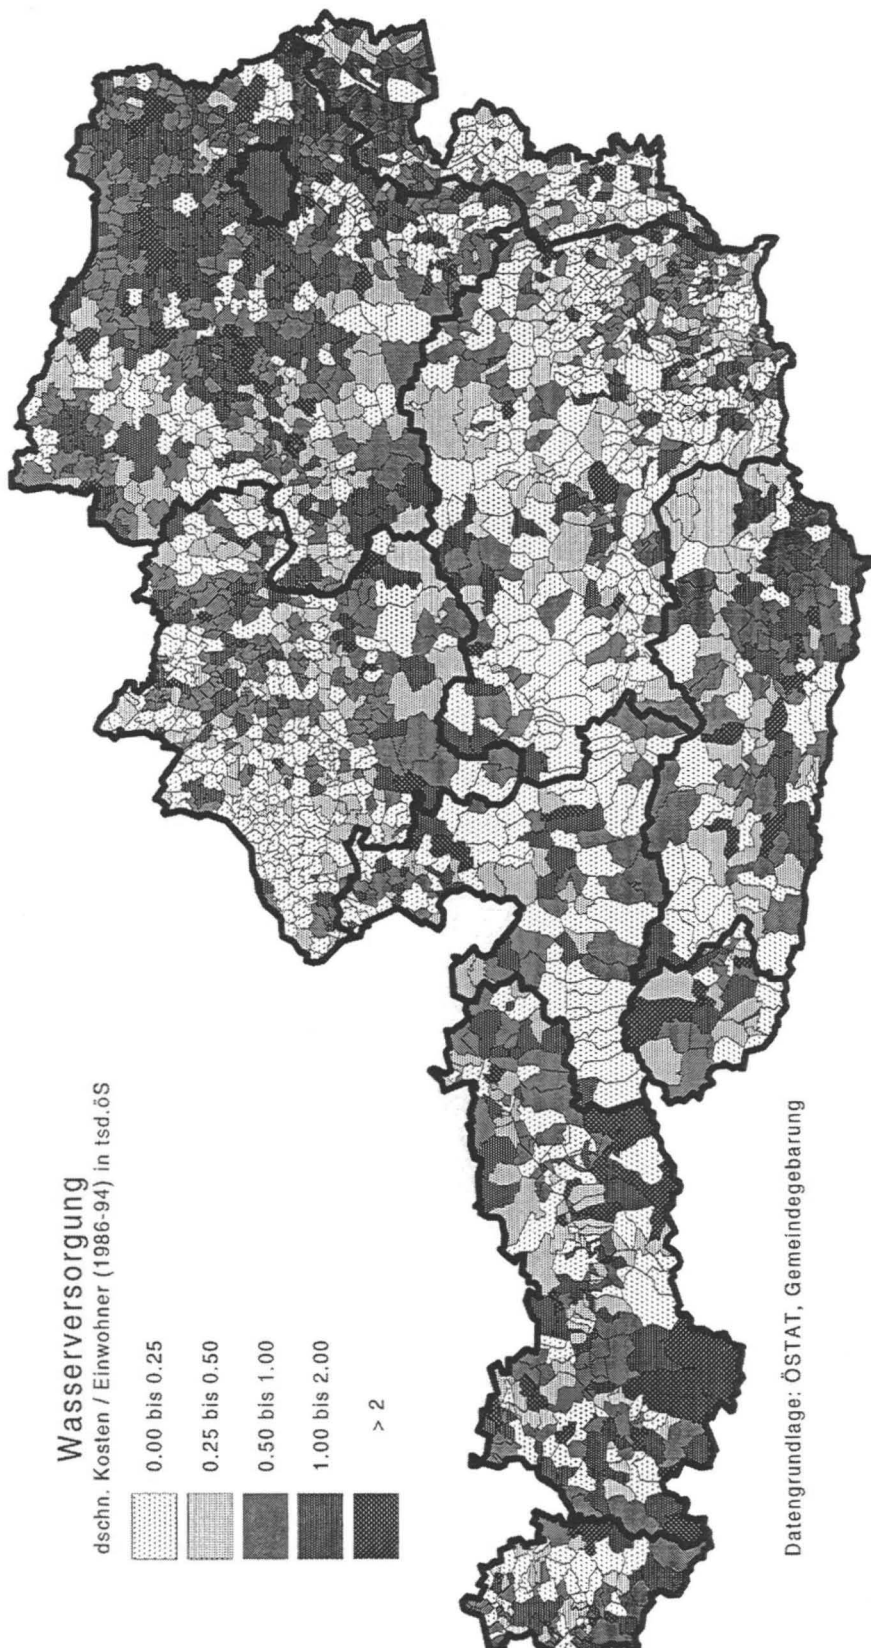 Wasserversorgung
dschn. Kosten / Einwohner (1986-94) in tsd.öS
0.00 bis 0.25
0.25 bis 0.50
0.50 bis 1.00
1.00 bis 2.00
> 2
Datengrundlage: ÖSTAT, Gemeindegebarung